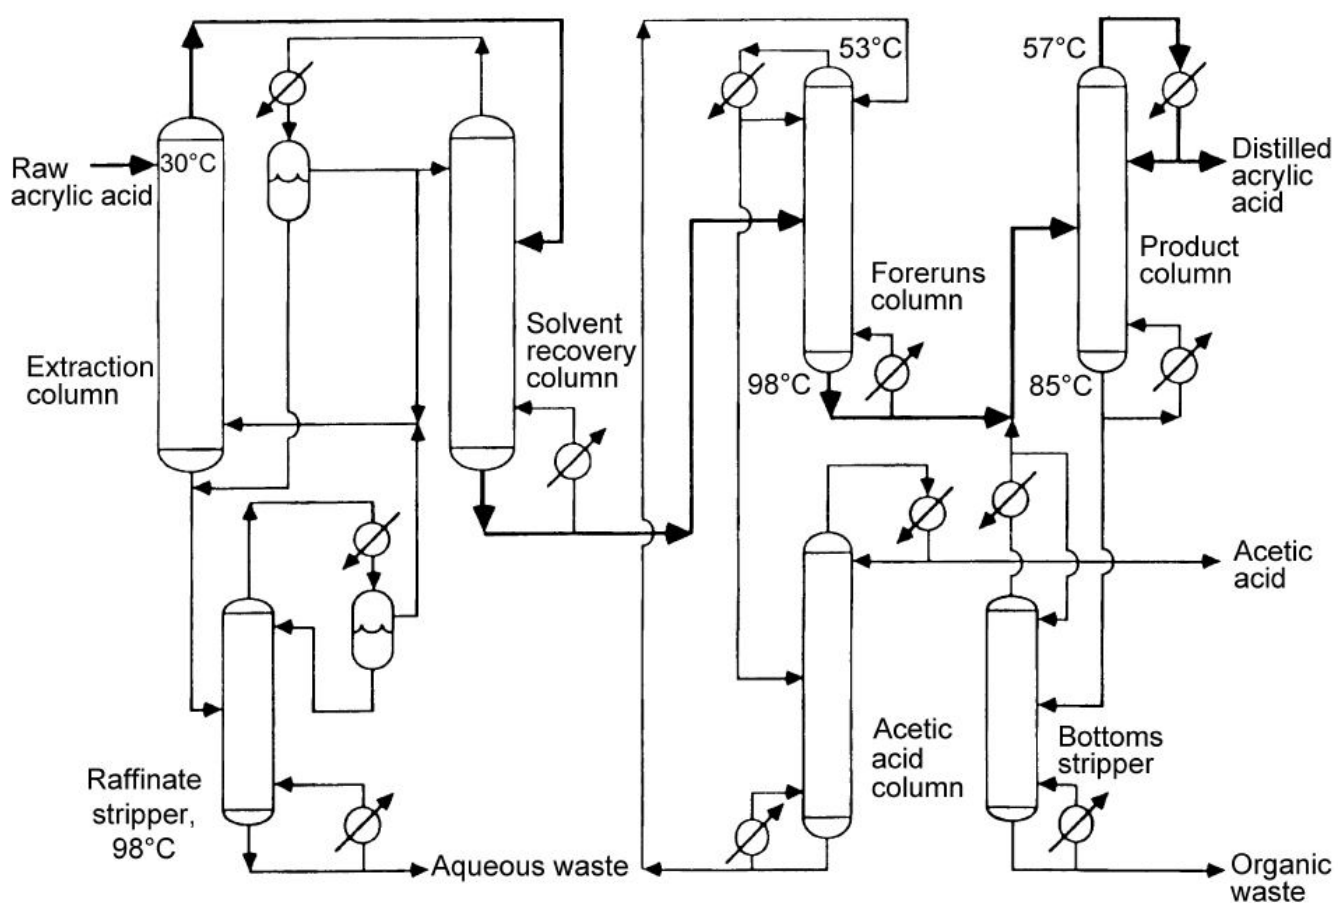 53°C
57°C
Raw
acrylic acid
30°C
Distilled
acrylic
acid
Product
column
Foreruns
column
Solvent
recovery
column
Extraction
column
98°C
85°C
Acetic
acid
Acetic
acid
column
Bottoms
stripper
Raffinate
stripper,
98°C
Aqueous waste
Organic
waste